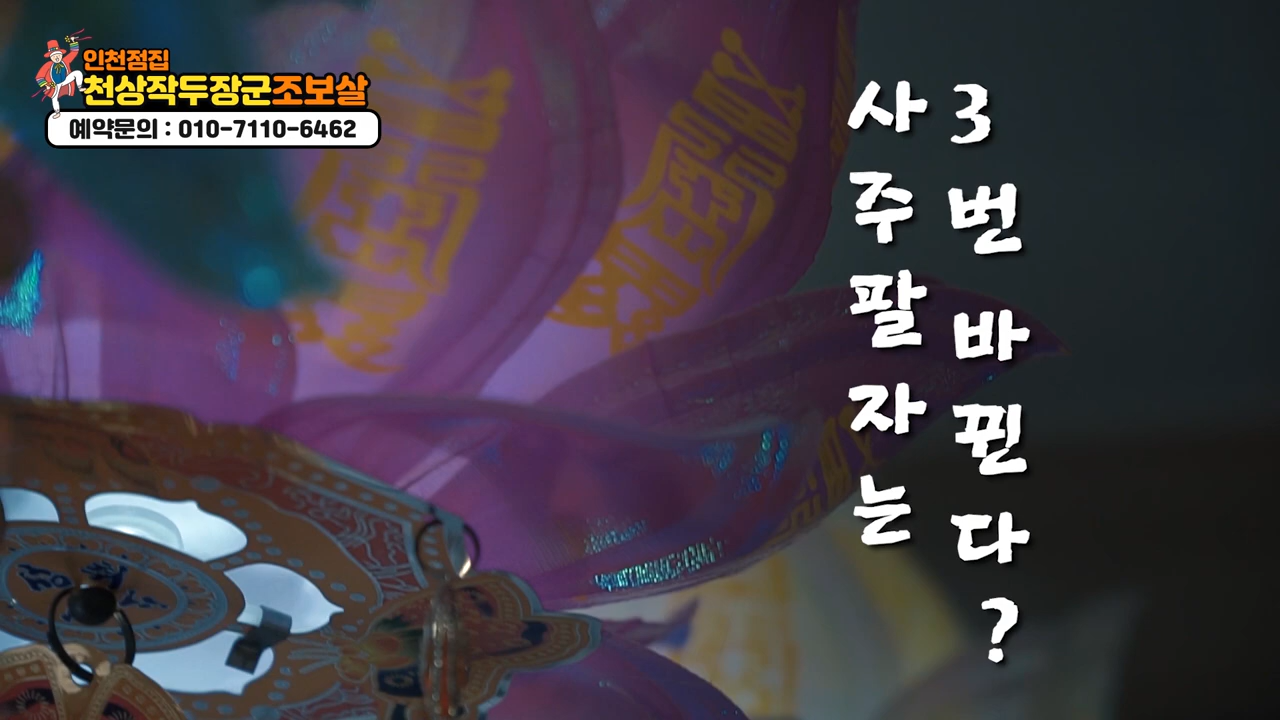 인천점집
천상작두장군조보살
예약문의 : 010-7110-6462
사주팔자는
3번바뀐다?